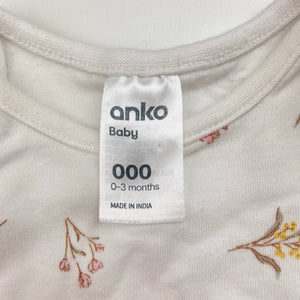 anko
Baby
000
0-3 months
MADE IN INDIA